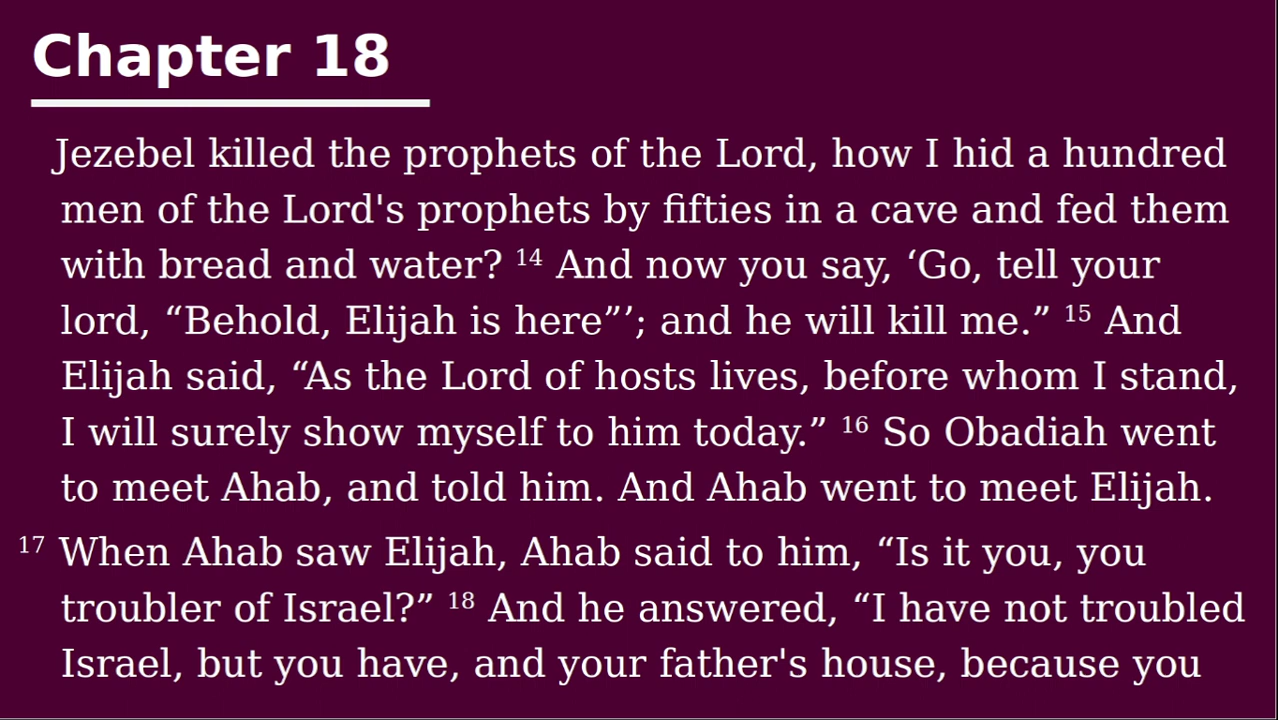 Chapter 18
Jezebel killed the prophets of the Lord, how I hid a hundred
men of the Lord's prophets by fifties in a cave and fed them
with bread and water? 14 And now you say, ‘Go, tell your
lord, “Behold, Elijah is here”’; and he will kill me.” 15 And
Elijah said, “As the Lord of hosts lives, before whom I stand,
I will surely show myself to him today.” 16 So Obadiah went
to meet Ahab, and told him. And Ahab went to meet Elijah.
17 When Ahab saw Elijah, Ahab said to him, “Is it you, you
troubler of Israel?” 18 And he answered, “I have not troubled
Israel, but you have, and your father's house, because you